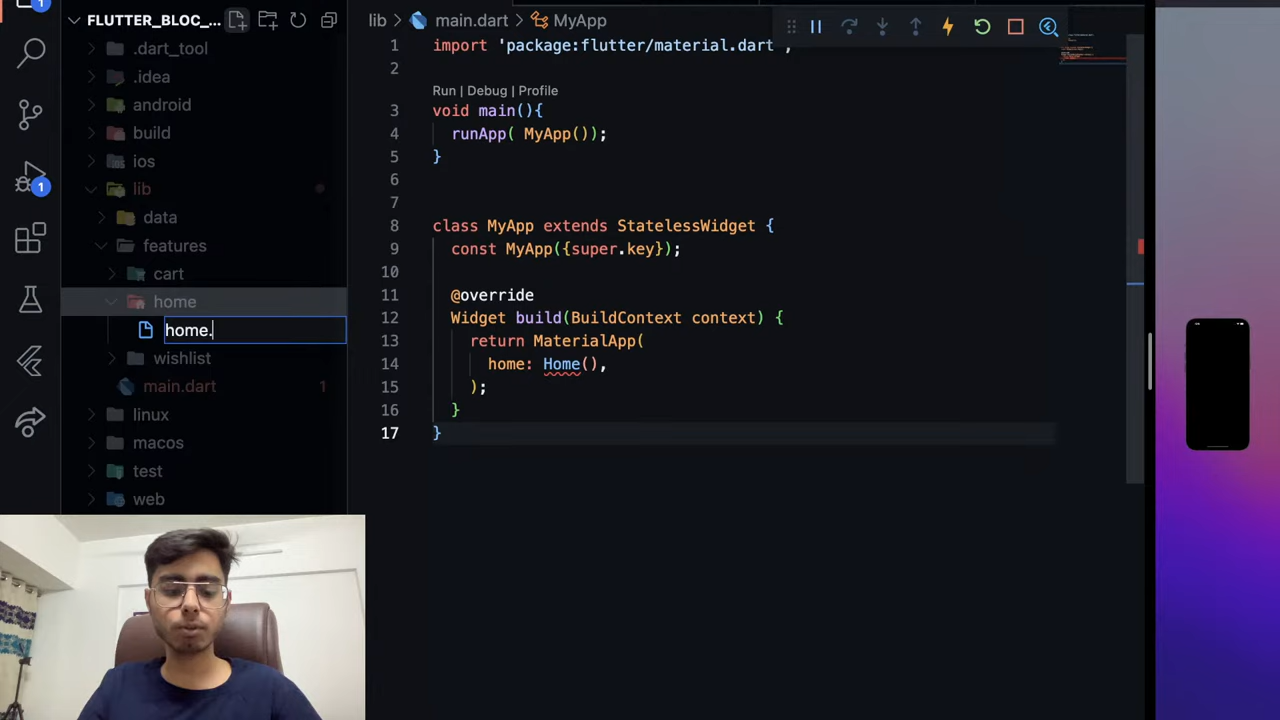 1
FLUTTER_BLOC_...
.dart_tool
.idea
android
build
ios
lib
data
features
cart
home
home.
wishlist
main.dart 1
linux
macos
test
web
1
lib > main.dart > MyApp
1 import 'package:flutter/material.dart';
2
Run | Debug | Profile
3 void main(){
4 runApp( MyApp());
5 }
6
7
8 class MyApp extends StatelessWidget {
9 const MyApp({super.key});
10
11 @override
12 Widget build(BuildContext context) {
13 return MaterialApp(
14 home: Home(),
15 );
16 }
17 }